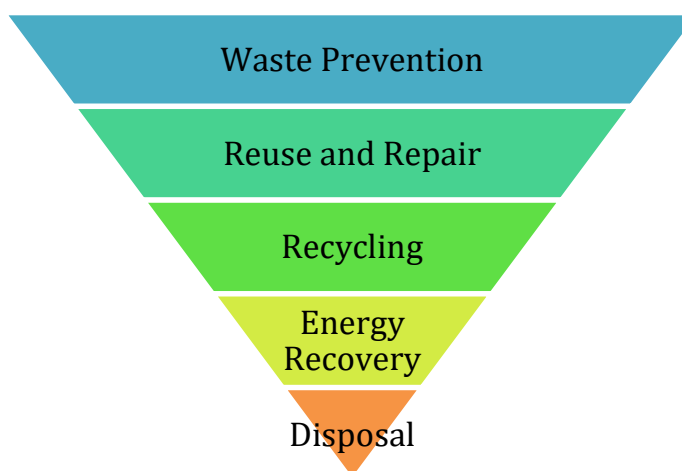 Waste Prevention
Reuse and Repair
Recycling
Energy
Recovery
Disposal